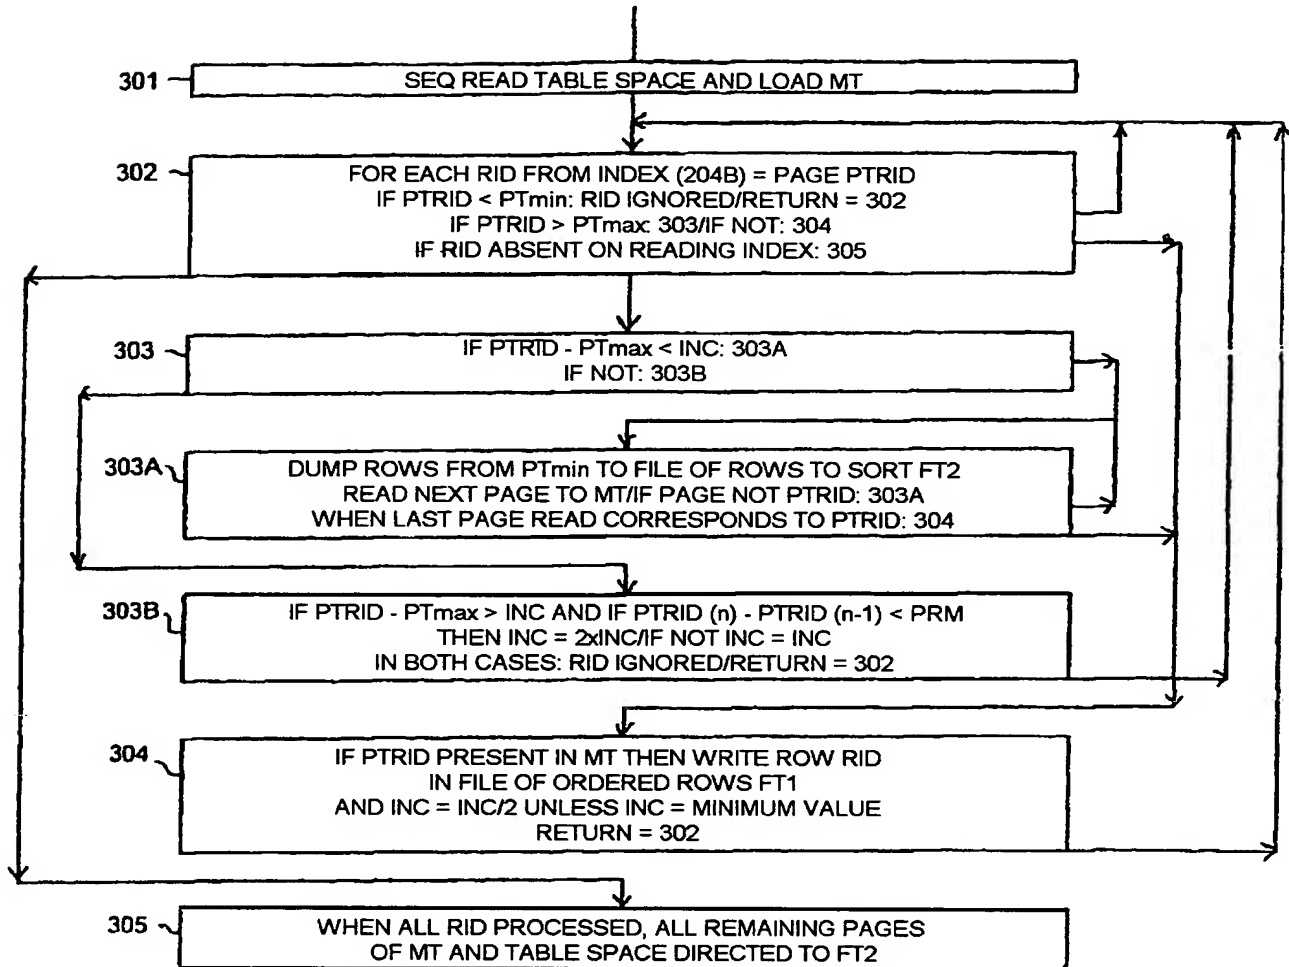 301
SEQ READ TABLE SPACE AND LOAD MT
302
FOR EACH RID FROM INDEX (204B) = PAGE PTRID
IF PTRID < PTmin: RID IGNORED/RETURN = 302
IF PTRID > PTmax: 303/IF NOT: 304
IF RID ABSENT ON READING INDEX: 305
303
IF PTRID - PTmax < INC: 303A
IF NOT: 303B
303A
DUMP ROWS FROM PTmin TO FILE OF ROWS TO SORT FT2
READ NEXT PAGE TO MT/IF PAGE NOT PTRID: 303A
WHEN LAST PAGE READ CORRESPONDS TO PTRID: 304
303B
IF PTRID - PTmax > INC AND IF PTRID (n) - PTRID (n-1) < PRM
THEN INC = 2xINC/IF NOT INC = INC
IN BOTH CASES: RID IGNORED/RETURN = 302
304
IF PTRID PRESENT IN MT THEN WRITE ROW RID
IN FILE OF ORDERED ROWS FT1
AND INC = INC/2 UNLESS INC = MINIMUM VALUE
RETURN = 302
305
WHEN ALL RID PROCESSED, ALL REMAINING PAGES
OF MT AND TABLE SPACE DIRECTED TO FT2